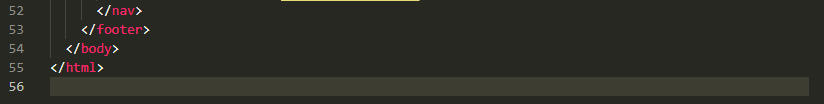 52 </nav>
53 </footer>
54 </body>
55 </html>
56